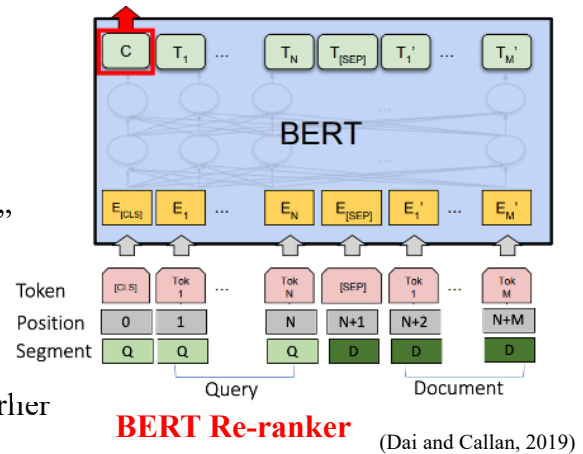 C T1 ... TN T[SEP] T1' ... TM'
BERT
”
E[CLS] E1 ... EN E[SEP] E1' ... EM'
Token [CLS] Tok 1 ... Tok N [SEP] Tok 1 ... Tok M
Position 0 1 N N+1 N+2 N+M
Segment Q Q Q D D D
Query Document
rlier
BERT Re-ranker (Dai and Callan, 2019)